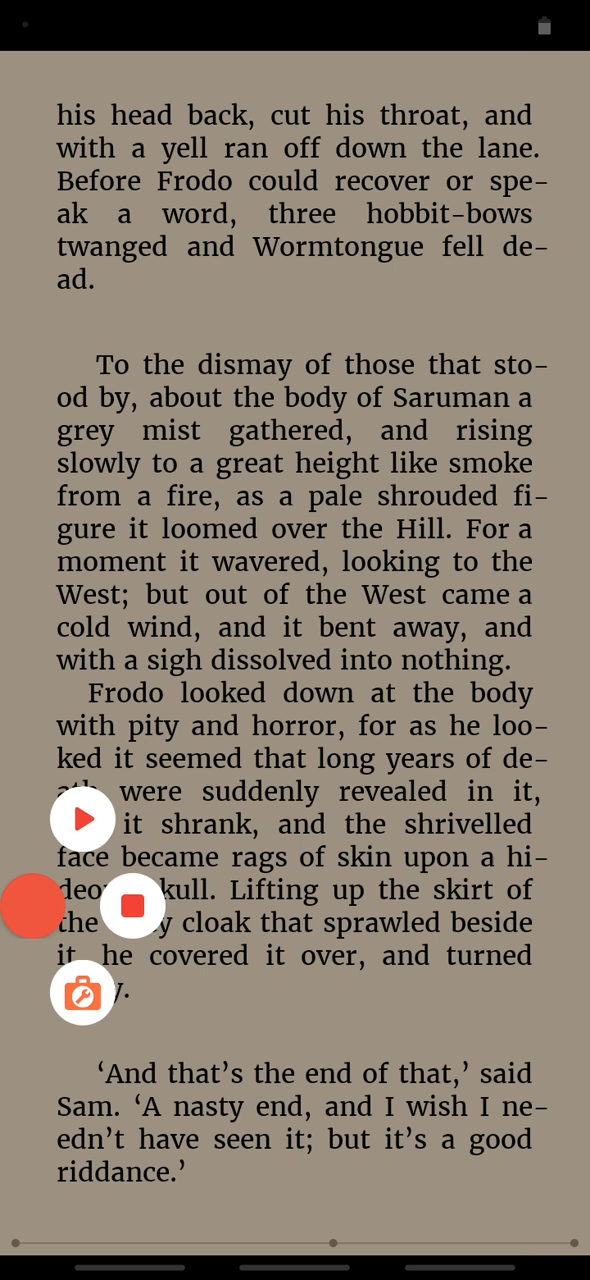 his head back, cut his throat, and
with a yell ran off down the lane.
Before Frodo could recover or spe-
ak a word, three hobbit-bows
twanged and Wormtongue fell de-
ad.
To the dismay of those that sto-
od by, about the body of Saruman a
grey mist gathered, and rising
slowly to a great height like smoke
from a fire, as a pale shrouded fi-
gure it loomed over the Hill. For a
moment it wavered, looking to the
West; but out of the West came a
cold wind, and it bent away, and
with a sigh dissolved into nothing.
Frodo looked down at the body
with pity and horror, for as he loo-
ked it seemed that long years of de-
ath were suddenly revealed in it,
it shrank, and the shrivelled
face became rags of skin upon a hi-
skull. Lifting up the skirt of
the cloak that sprawled beside
it, he covered it over, and turned
‘And that’s the end of that,’ said
Sam. ‘A nasty end, and I wish I ne-
edn’t have seen it; but it’s a good
riddance.’